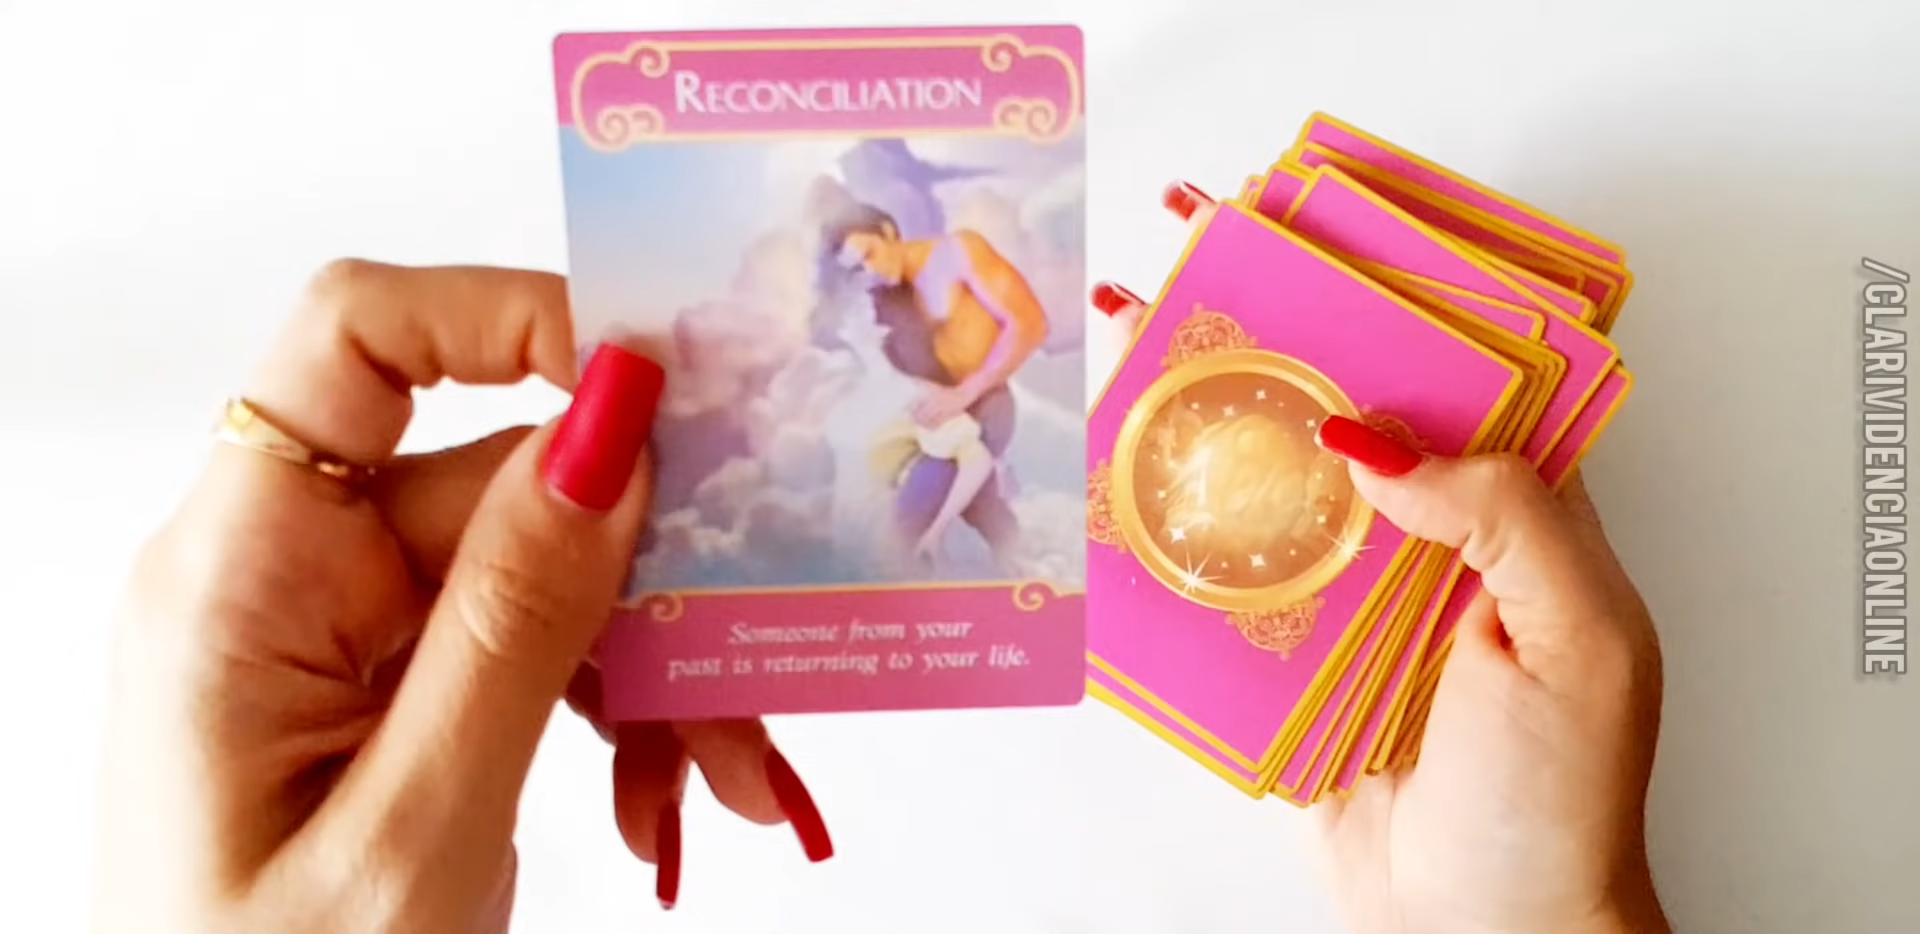 RECONCILIATION
Someone from your
past is returning to your life.
/CLARIVIDENCIAONLINE